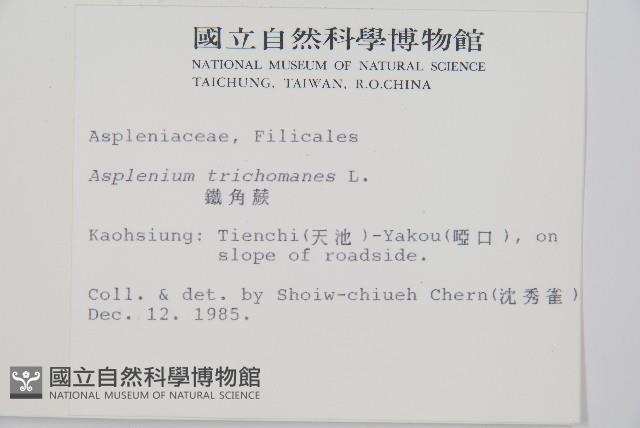 國立自然科學博物館
NATIONAL MUSEUM OF NATURAL SCIENCE
TAICHUNG, TAIWAN, R.O.CHINA
Aspleniaceae, Filicales
Asplenium trichomanes L.
鐵角蕨
Kaohsiung: Tienchi(天池)-Yakou(啞口), on
slope of roadside.
Coll. & det. by Shoiw-chiueh Chern(沈秀雀)
Dec. 12. 1985.
國立自然科學博物館
NATIONAL MUSEUM OF NATURAL SCIENCE